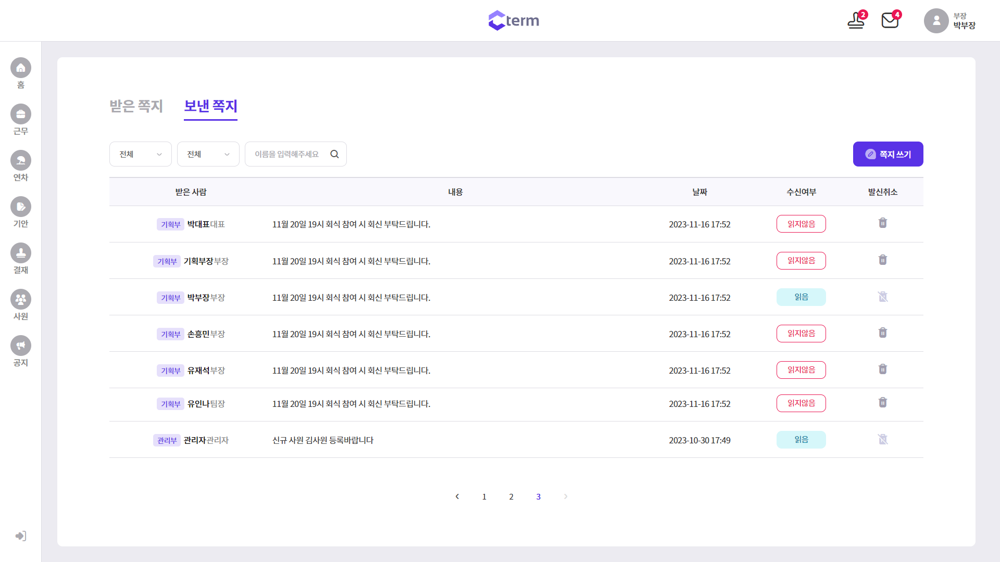 term
2
4
부장
박부장
홈
근무
연차
기안
결재
사원
공지
받은 쪽지 보낸 쪽지
전체 전체 이름을 입력해주세요 쪽지 쓰기
받은 사람 내용 날짜 수신여부 발신취소
기획부 박대표대표 11월 20일 19시 회식 참여 시 회신 부탁드립니다. 2023-11-16 17:52 읽지않음
기획부 기획부장부장 11월 20일 19시 회식 참여 시 회신 부탁드립니다. 2023-11-16 17:52 읽지않음
기획부 박부장부장 11월 20일 19시 회식 참여 시 회신 부탁드립니다. 2023-11-16 17:52 읽음
기획부 손흥민부장 11월 20일 19시 회식 참여 시 회신 부탁드립니다. 2023-11-16 17:52 읽지않음
기획부 유재석부장 11월 20일 19시 회식 참여 시 회신 부탁드립니다. 2023-11-16 17:52 읽지않음
기획부 유인나팀장 11월 20일 19시 회식 참여 시 회신 부탁드립니다. 2023-11-16 17:52 읽지않음
관리부 관리자관리자 신규 사원 김사원 등록바랍니다 2023-10-30 17:49 읽음
1 2 3